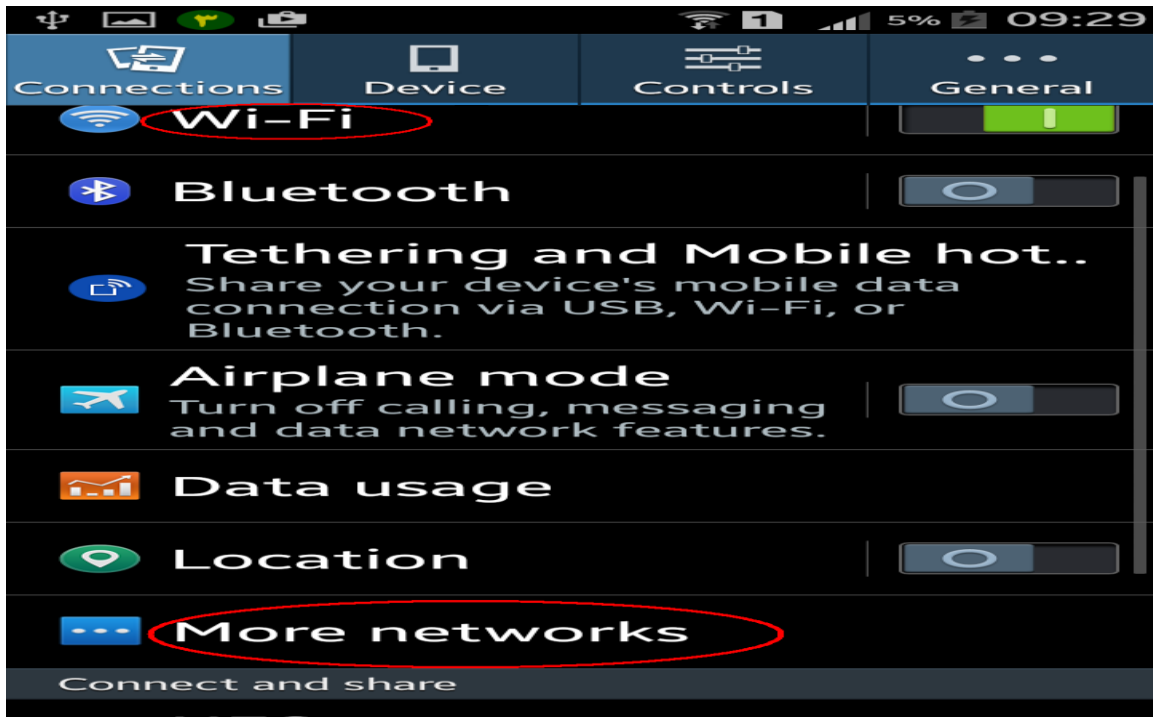 ٣ 1 5% 09:29
Connections Device Controls General
Wi-Fi
Bluetooth
Tethering and Mobile hot..
Share your device's mobile data
connection via USB, Wi-Fi, or
Bluetooth.
Airplane mode
Turn off calling, messaging
and data network features.
Data usage
Location
More networks
Connect and share